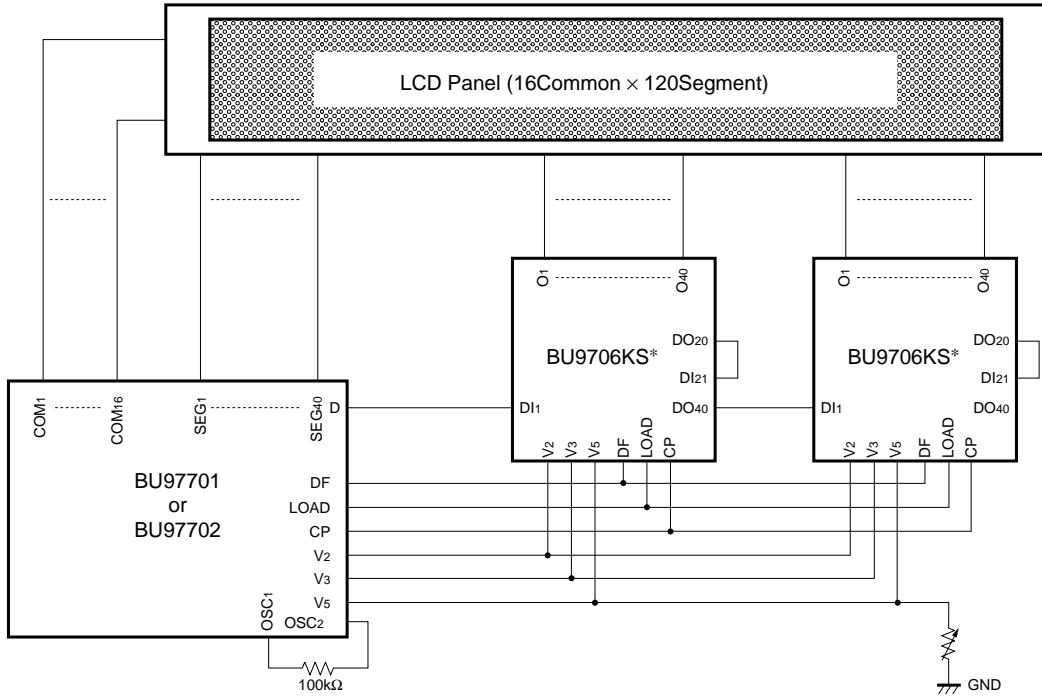 LCD Panel (16Common × 120Segment)
O1 O40
O1 O40
BU9706KS*
DO20
DI21
DI1
DO40
V2 V3 V5 DF LOAD CP
BU9706KS*
DO20
DI21
DI1
DO40
V2 V3 V5 DF LOAD CP
COM1 COM16 SEG1 SEG40
D
BU97701
or
BU97702
DF
LOAD
CP
V2
V3
V5
OSC1
OSC2
100kΩ
GND